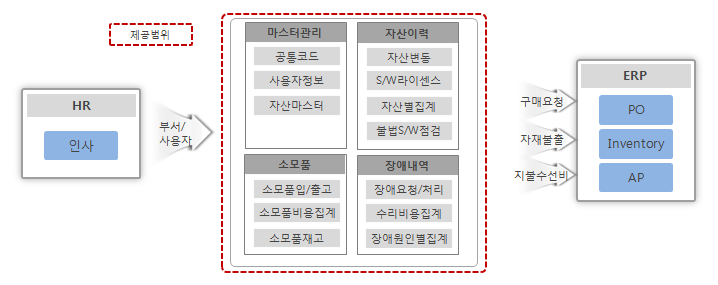 제공범위
HR
인사
부서/
사용자
마스터관리
공통코드
사용자정보
자산마스터
자산이력
자산변동
S/W라이센스
자산별집계
불법S/W점검
소모품
소모품입/출고
소모품비용집계
소모품재고
장애내역
장애요청/처리
수리비용집계
장애원인별집계
구매요청
자재불출
지불수선비
ERP
PO
Inventory
AP